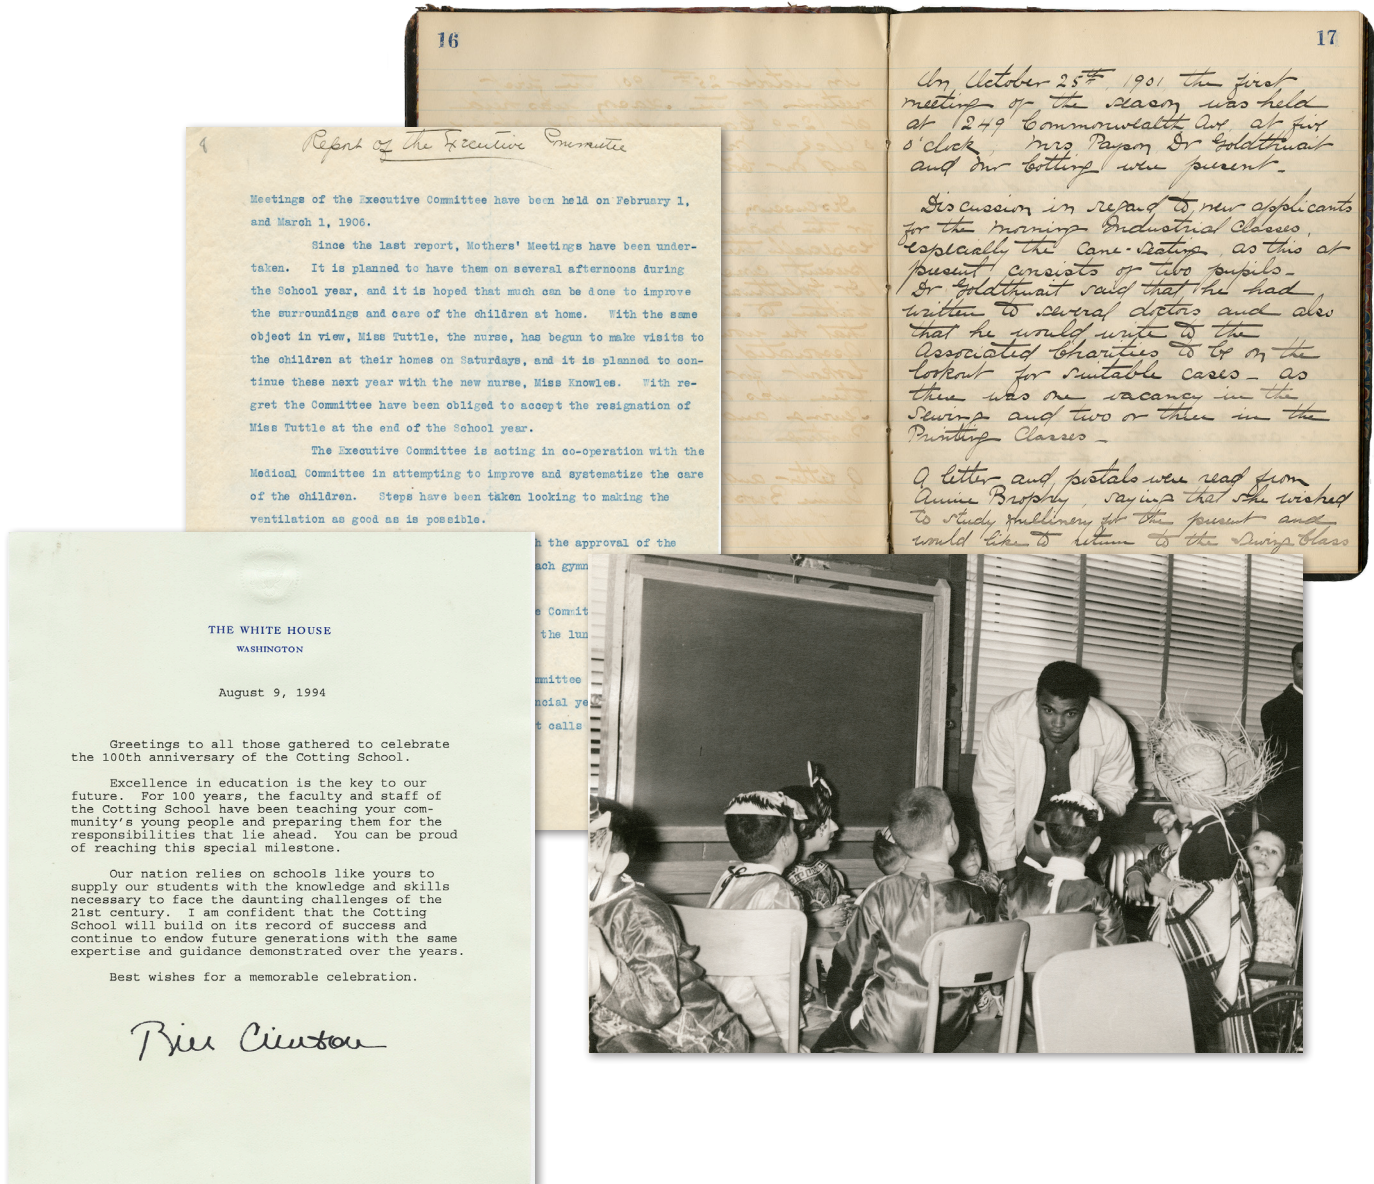 16
17
On October 25th 1901 the first
meeting of the season was held
at 249 Commonwealth Ave. at five
o'clock, Mrs Payson Dr Goldthwait
and Mr Cotting were present-
Discussion in regard to new applicants
for the Morning Industrial Classes,
especially the Cane-Seating, as this at
present consists of two pupils-
Dr Goldthwait said that he had
written to several doctors and also
that he would write to the
Associated Charities to be on the
lookout for suitable cases- as
there was one vacancy in the
Sewing and two or three in the
Printing Classes-
A letter and postals were read from
Annie Brophy, saying that she wished
to study millinery for the present and
would like to return to the Sewing Class
8
Report of the Executive Committee
Meetings of the Executive Committee have been held on February 1,
and March 1, 1906.
Since the last report, Mothers' Meetings have been under-
taken. It is planned to have them on several afternoons during
the School year, and it is hoped that much can be done to improve
the surroundings and care of the children at home. With the same
object in view, Miss Tuttle, the nurse, has begun to make visits to
the children at their homes on Saturdays, and it is planned to con-
tinue these next year with the new nurse, Miss Knowles. With re-
gret the Committee have been obliged to accept the resignation of
Miss Tuttle at the end of the School year.
The Executive Committee is acting in co-operation with the
Medical Committee in attempting to improve and systematize the care
of the children. Steps have been taken looking to making the
ventilation as good as is possible.
h the approval of the
ach gymn
e Commit
the lun
mmittee
ncial ye
t calls
THE WHITE HOUSE
WASHINGTON
August 9, 1994
Greetings to all those gathered to celebrate
the 100th anniversary of the Cotting School.
Excellence in education is the key to our
future. For 100 years, the faculty and staff of
the Cotting School have been teaching your com-
munity's young people and preparing them for the
responsibilities that lie ahead. You can be proud
of reaching this special milestone.
Our nation relies on schools like yours to
supply our students with the knowledge and skills
necessary to face the daunting challenges of the
21st century. I am confident that the Cotting
School will build on its record of success and
continue to endow future generations with the same
expertise and guidance demonstrated over the years.
Best wishes for a memorable celebration.
Bill Clinton